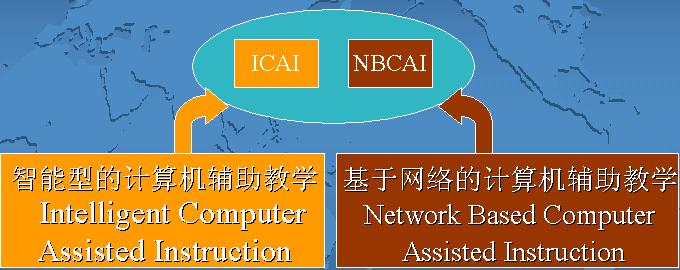 ICAI
NBCAI
智能型的计算机辅助教学
Intelligent Computer
Assisted Instruction
基于网络的计算机辅助教学
Network Based Computer
Assisted Instruction